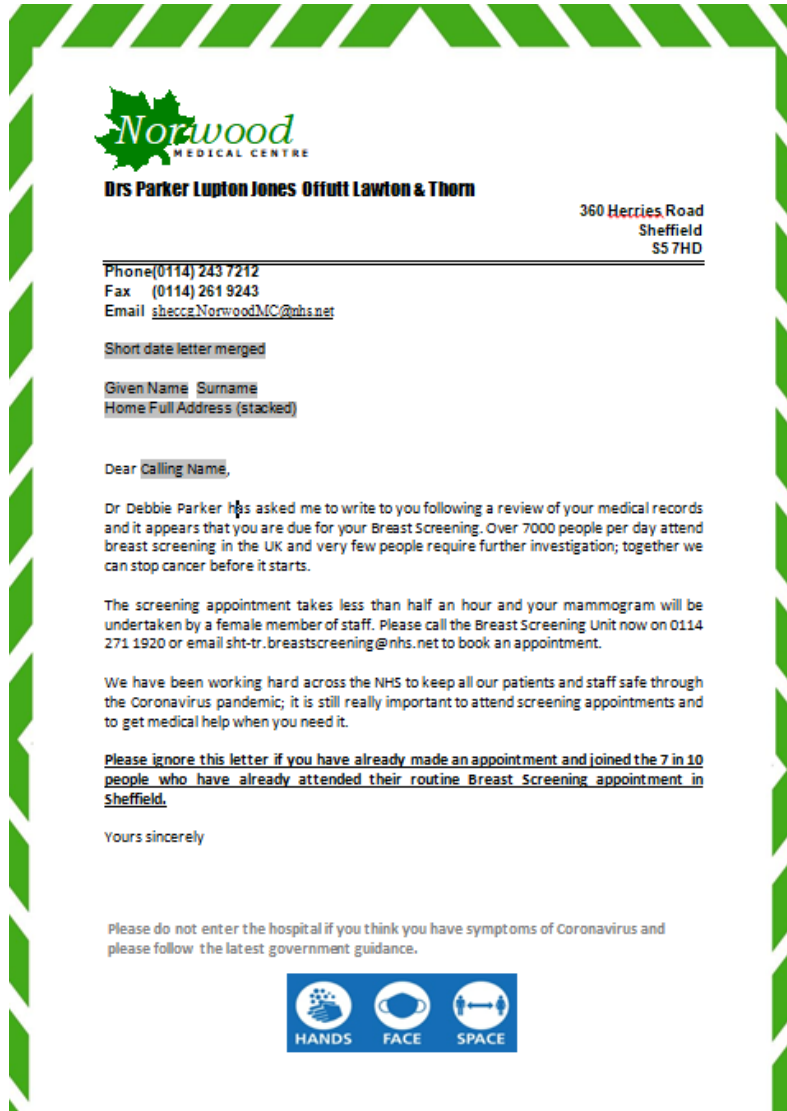 Norwood
MEDICAL CENTRE
Drs Parker Lupton Jones Offutt Lawton & Thorn
360 Herries Road
Sheffield
S5 7HD
Phone(0114) 243 7212
Fax (0114) 261 9243
Email sheccg.NorwoodMC@nhs.net
Short date letter merged
Given Name Surname
Home Full Address (stacked)
Dear Calling Name,
Dr Debbie Parker has asked me to write to you following a review of your medical records
and it appears that you are due for your Breast Screening. Over 7000 people per day attend
breast screening in the UK and very few people require further investigation; together we
can stop cancer before it starts.
The screening appointment takes less than half an hour and your mammogram will be
undertaken by a female member of staff. Please call the Breast Screening Unit now on 0114
271 1920 or email sht-tr.breastscreening@nhs.net to book an appointment.
We have been working hard across the NHS to keep all our patients and staff safe through
the Coronavirus pandemic; it is still really important to attend screening appointments and
to get medical help when you need it.
Please ignore this letter if you have already made an appointment and joined the 7 in 10
people who have already attended their routine Breast Screening appointment in
Sheffield.
Yours sincerely
Please do not enter the hospital if you think you have symptoms of Coronavirus and
please follow the latest government guidance.
HANDS FACE SPACE